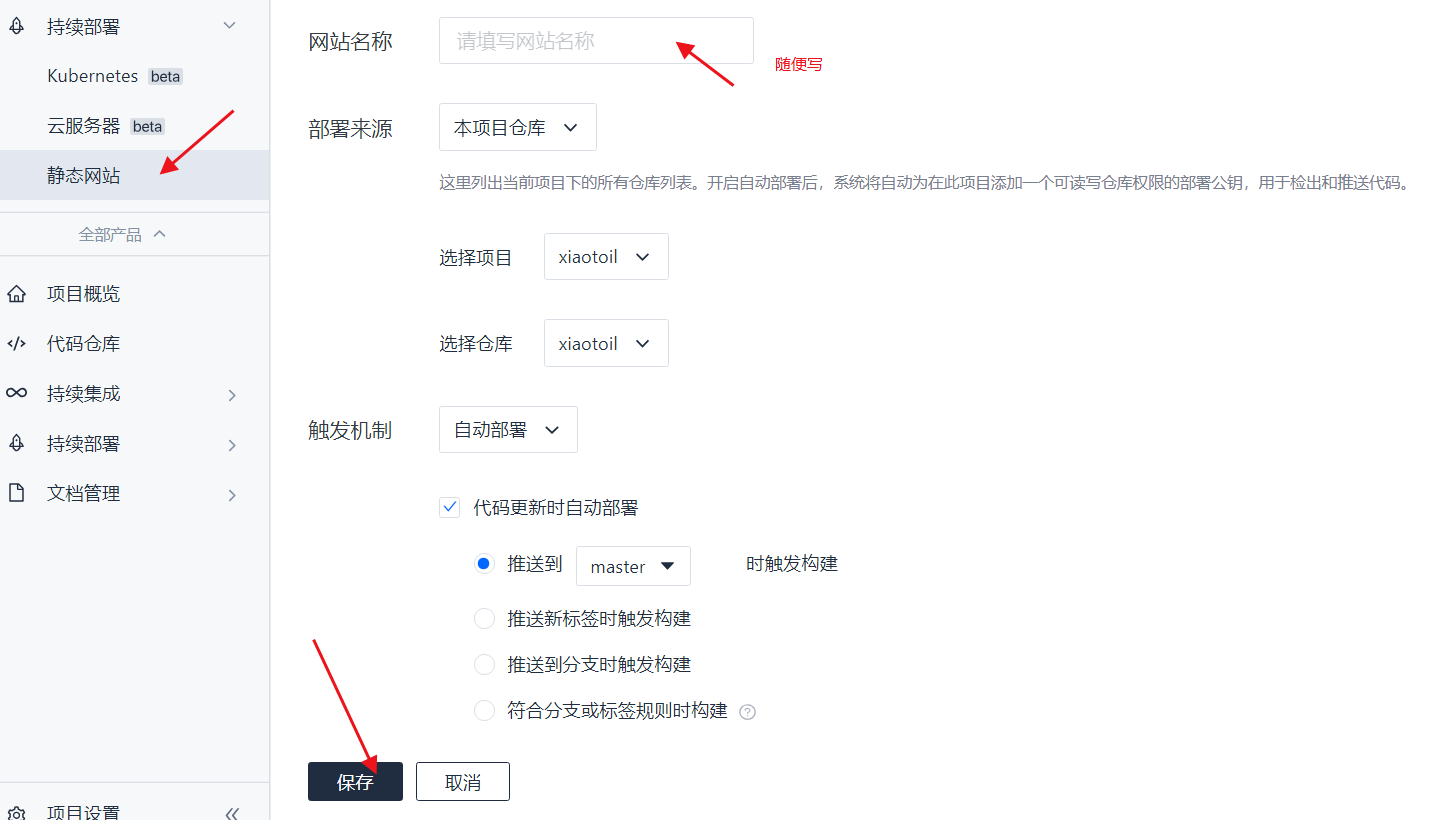 持续部署
Kubernetes beta
云服务器 beta
静态网站
全部产品
项目概览
代码仓库
持续集成
持续部署
文档管理
项目设置
网站名称 请填写网站名称
随便写
部署来源 本项目仓库
这里列出当前项目下的所有仓库列表。开启自动部署后，系统将自动为在此项目添加一个可读写仓库权限的部署公钥，用于检出和推送代码。
选择项目 xiaotoil
选择仓库 xiaotoil
触发机制 自动部署
代码更新时自动部署
推送到 master 时触发构建
推送新标签时触发构建
推送到分支时触发构建
符合分支或标签规则时构建 ?
保存 取消